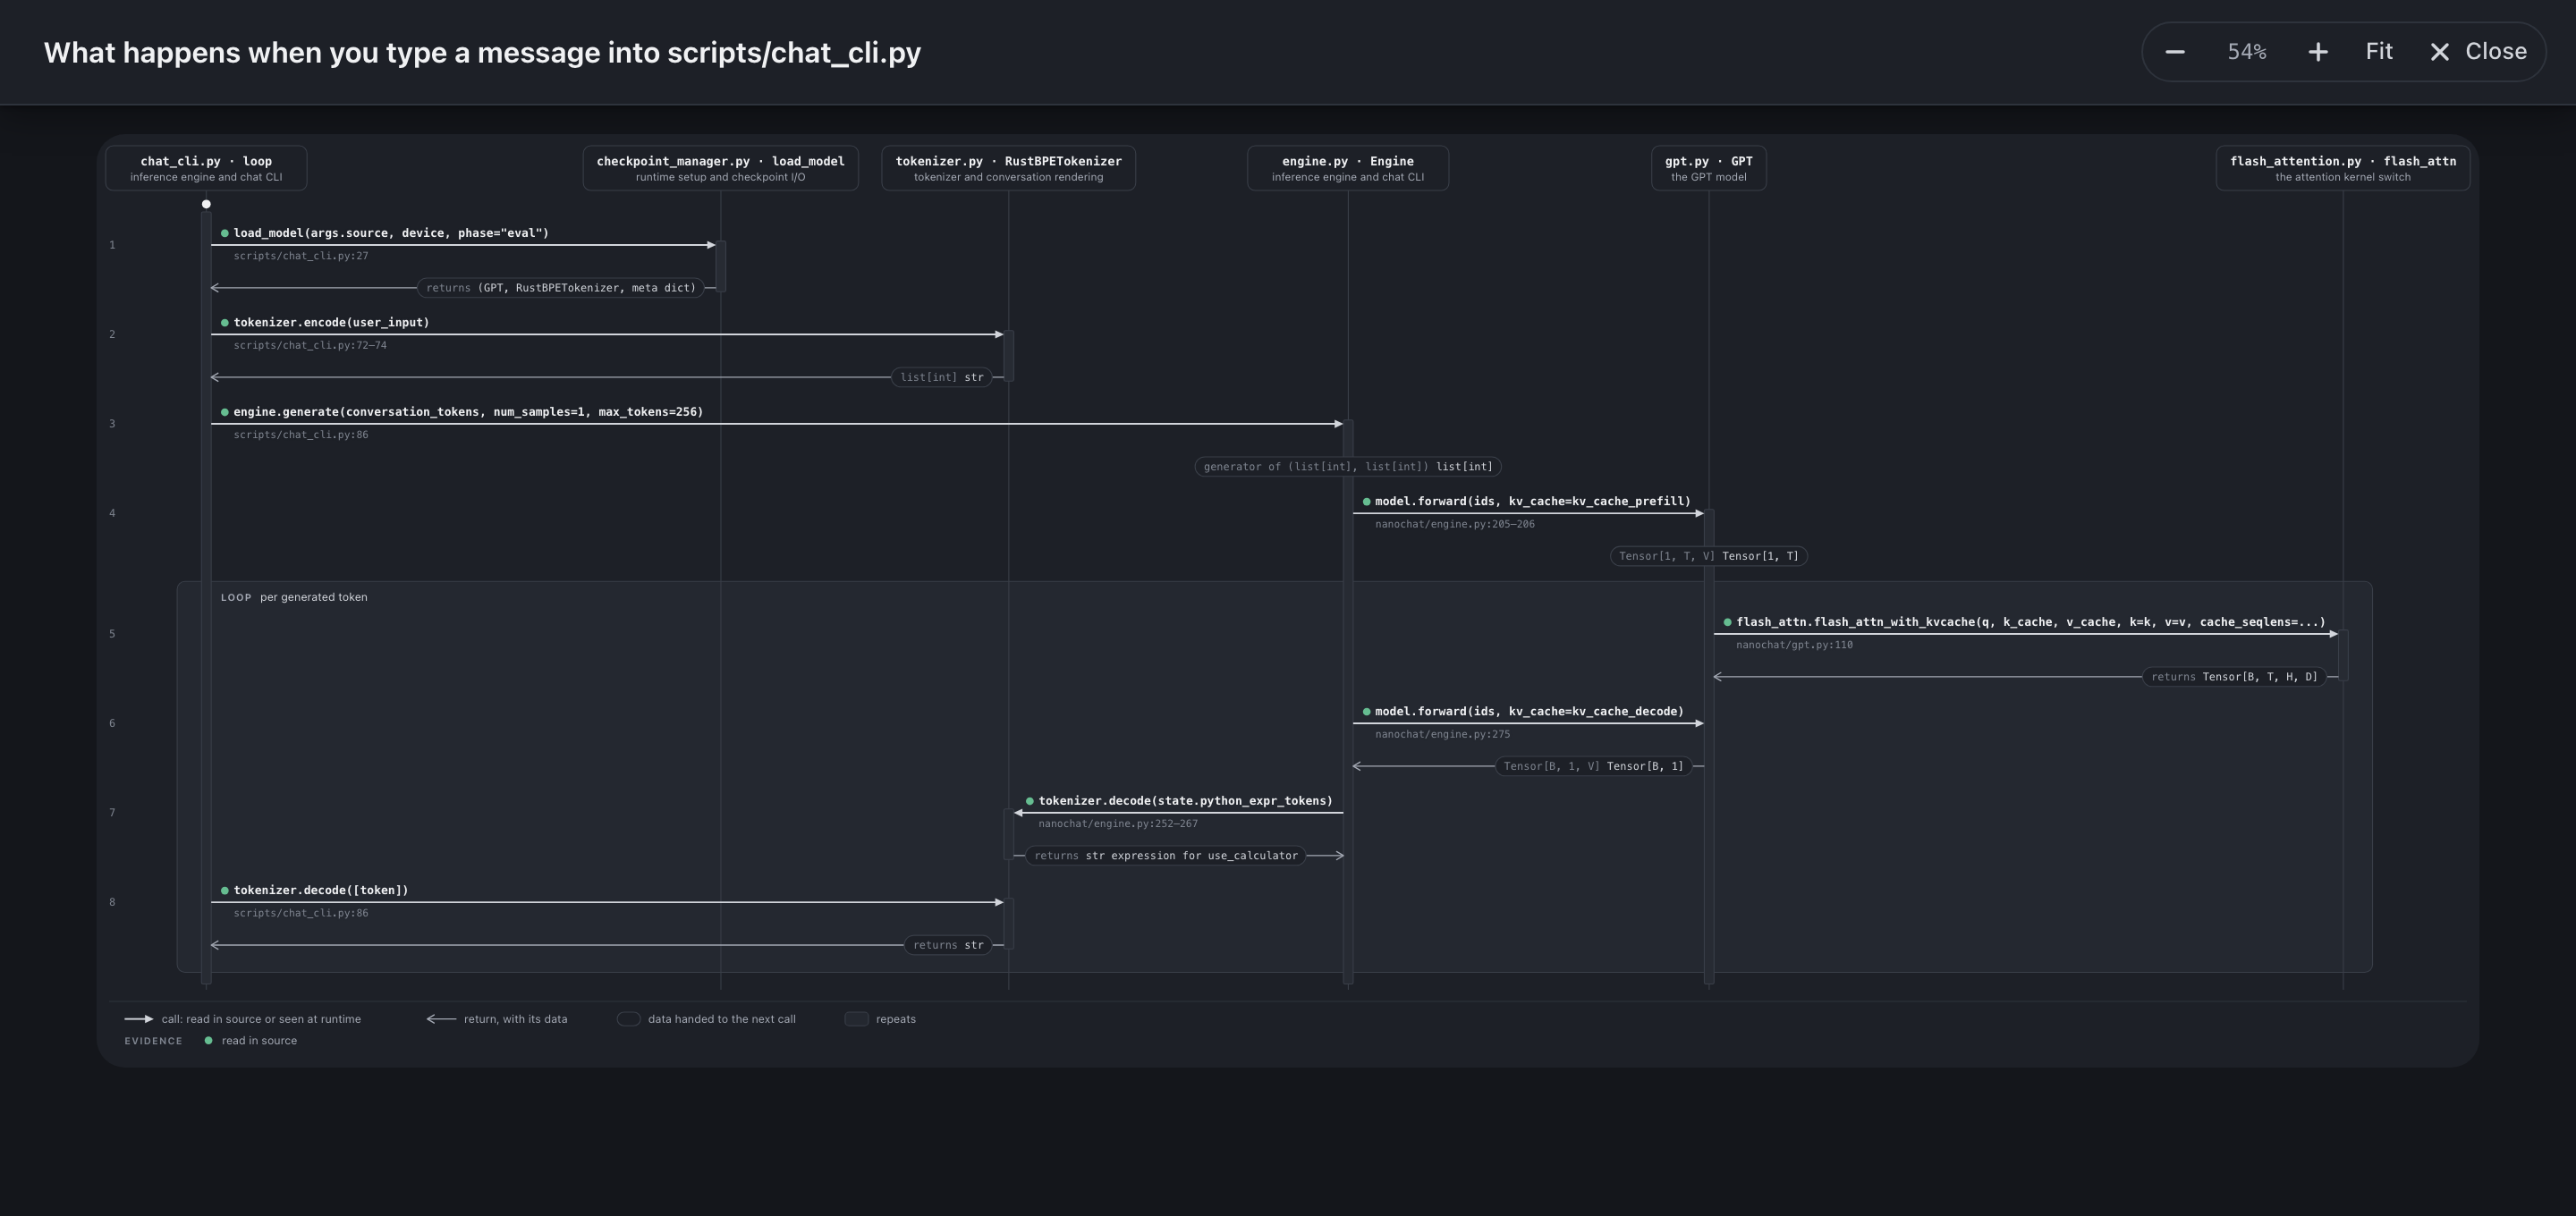 What happens when you type a message into scripts/chat_cli.py
54%
Fit
Close
chat_cli.py · loop
inference engine and chat CLI
checkpoint_manager.py · load_model
runtime setup and checkpoint I/O
tokenizer.py · RustBPETokenizer
tokenizer and conversation rendering
engine.py · Engine
inference engine and chat CLI
gpt.py · GPT
the GPT model
flash_attention.py · flash_attn
the attention kernel switch
1
load_model(args.source, device, phase="eval")
scripts/chat_cli.py:27
returns (GPT, RustBPETokenizer, meta dict)
2
tokenizer.encode(user_input)
scripts/chat_cli.py:72–74
list[int] str
3
engine.generate(conversation_tokens, num_samples=1, max_tokens=256)
scripts/chat_cli.py:86
generator of (list[int], list[int]) list[int]
4
model.forward(ids, kv_cache=kv_cache_prefill)
nanochat/engine.py:205–206
Tensor[1, T, V] Tensor[1, T]
LOOP per generated token
5
flash_attn.flash_attn_with_kvcache(q, k_cache, v_cache, k=k, v=v, cache_seqlens=...)
nanochat/gpt.py:110
returns Tensor[B, T, H, D]
6
model.forward(ids, kv_cache=kv_cache_decode)
nanochat/engine.py:275
Tensor[B, 1, V] Tensor[B, 1]
7
tokenizer.decode(state.python_expr_tokens)
nanochat/engine.py:252–267
returns str expression for use_calculator
8
tokenizer.decode([token])
scripts/chat_cli.py:86
returns str
call: read in source or seen at runtime
return, with its data
data handed to the next call
repeats
EVIDENCE
read in source